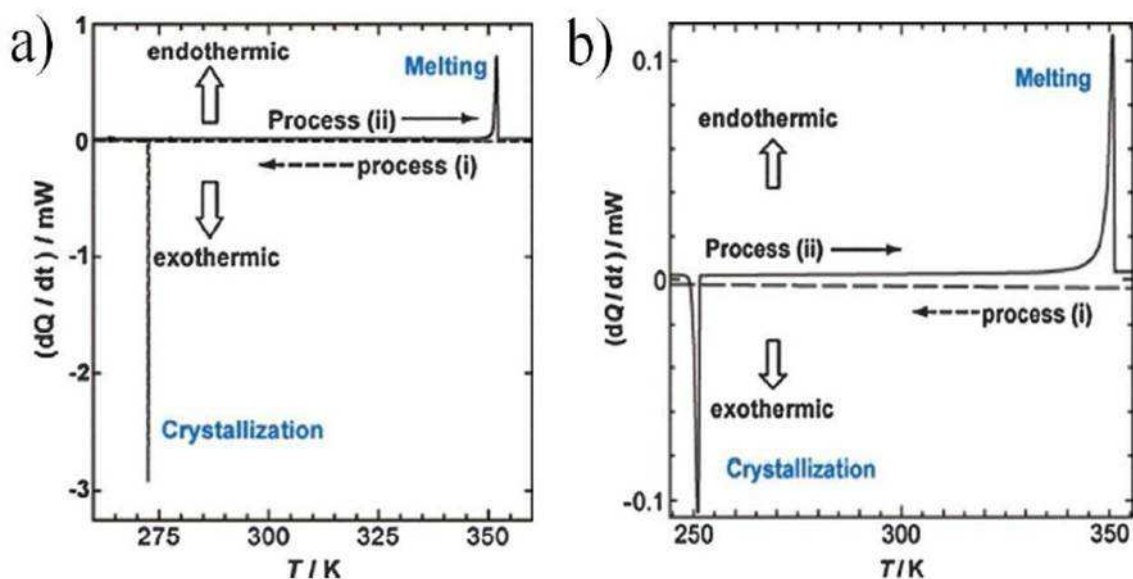 a)
1
0
-1
-2
-3
(dQ / dt) / mW
endothermic
Melting
Process (ii)
process (i)
exothermic
Crystallization
275
300
325
350
T / K
b)
0.1
0
-0.1
(dQ / dt) / mW
Melting
endothermic
Process (ii)
process (i)
exothermic
Crystallization
250
300
350
T / K